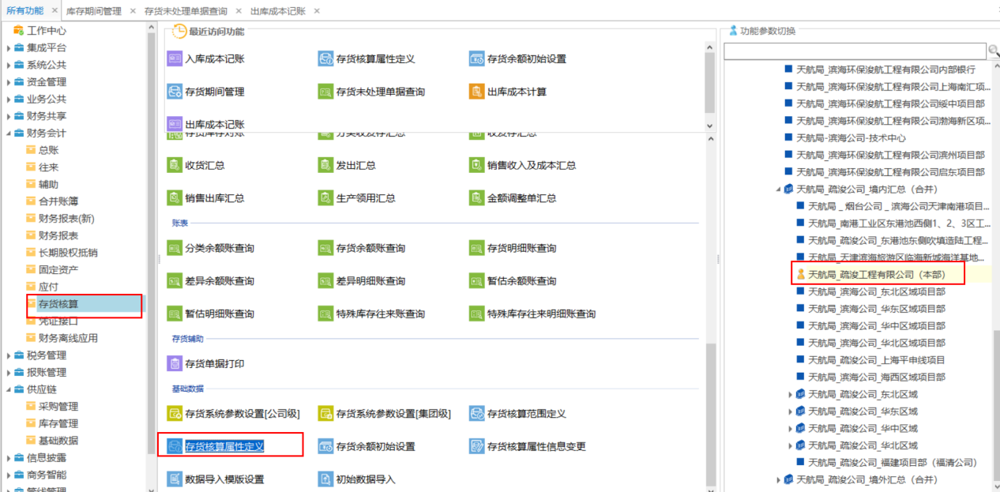 所有功能
库存期间管理
存货未处理单据查询
出库成本记账
工作中心
集成平台
系统公共
资金管理
业务公共
财务共享
财务会计
总账
往来
辅助
合并账簿
财务报表(新)
财务报表
长期股权抵销
固定资产
应付
存货核算
凭证接口
财务离线应用
税务管理
报账管理
供应链
采购管理
库存管理
基础数据
信息披露
商务智能
管线管理
最近访问功能
入库成本记账
存货核算属性定义
存货余额初始设置
存货期间管理
存货未处理单据查询
出库成本计算
出库成本记账
存货库存对账
分类收发存汇总
收发存汇总
收货汇总
发出汇总
销售收入及成本汇总
销售出库汇总
生产领用汇总
金额调整单汇总
账表
分类余额账查询
存货余额账查询
存货明细账查询
差异余额账查询
差异明细账查询
暂估余额账查询
暂估明细账查询
特殊库存往来账查询
特殊库存往来明细账查询
存货辅助
存货单据打印
基础数据
存货系统参数设置[公司级]
存货系统参数设置[集团级]
存货核算范围定义
存货核算属性定义
存货余额初始设置
存货核算属性信息变更
数据导入模版设置
初始数据导入
功能参数切换
天航局_滨海环保浚航工程有限公司内部银行
天航局_滨海环保浚航工程有限公司上海南汇项...
天航局_滨海环保浚航工程有限公司绥中项目部
天航局_滨海环保浚航工程有限公司渤海新区项...
天航局-滨海公司-技术中心
天航局_滨海环保浚航工程有限公司滨州项目部
天航局_滨海环保浚航工程有限公司启东项目部
天航局_疏浚公司_境内汇总（合并）
天航局 _ 烟台公司 _ 滨海公司天津南港项目...
天航局_南港工业区东港池西侧1、2、3区工...
天航局_疏浚公司_东港池东侧吹填造陆工程...
天航局_天津滨海旅游区临海新城海洋基地...
天航局_疏浚工程有限公司（本部）
天航局_滨海公司_东北区域项目部
天航局_滨海公司_华东区域项目部
天航局_滨海公司_华中区域项目部
天航局_滨海公司_华北区域项目部
天航局_疏浚公司_上海平申线项目
天航局_滨海公司_海西区域项目部
天航局_疏浚公司_东北区域
天航局_疏浚公司_华东区域
天航局_疏浚公司_华中区域
天航局_疏浚公司_华北区域
天航局_疏浚公司_福建项目部（福清公司）
天航局_疏浚公司_境外汇总（合并）